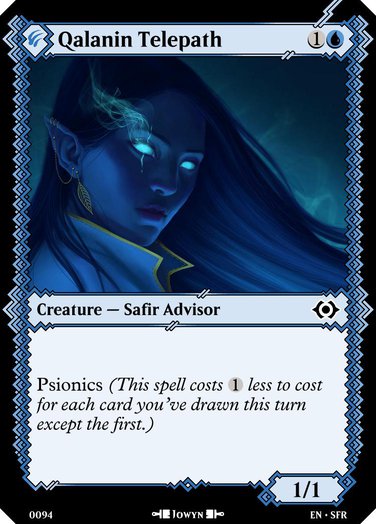 Qalanin Telepath 1
Creature — Safir Advisor
Psionics (This spell costs 1 less to cost
for each card you've drawn this turn
except the first.)
1/1
0094 Iowyn EN • SFR